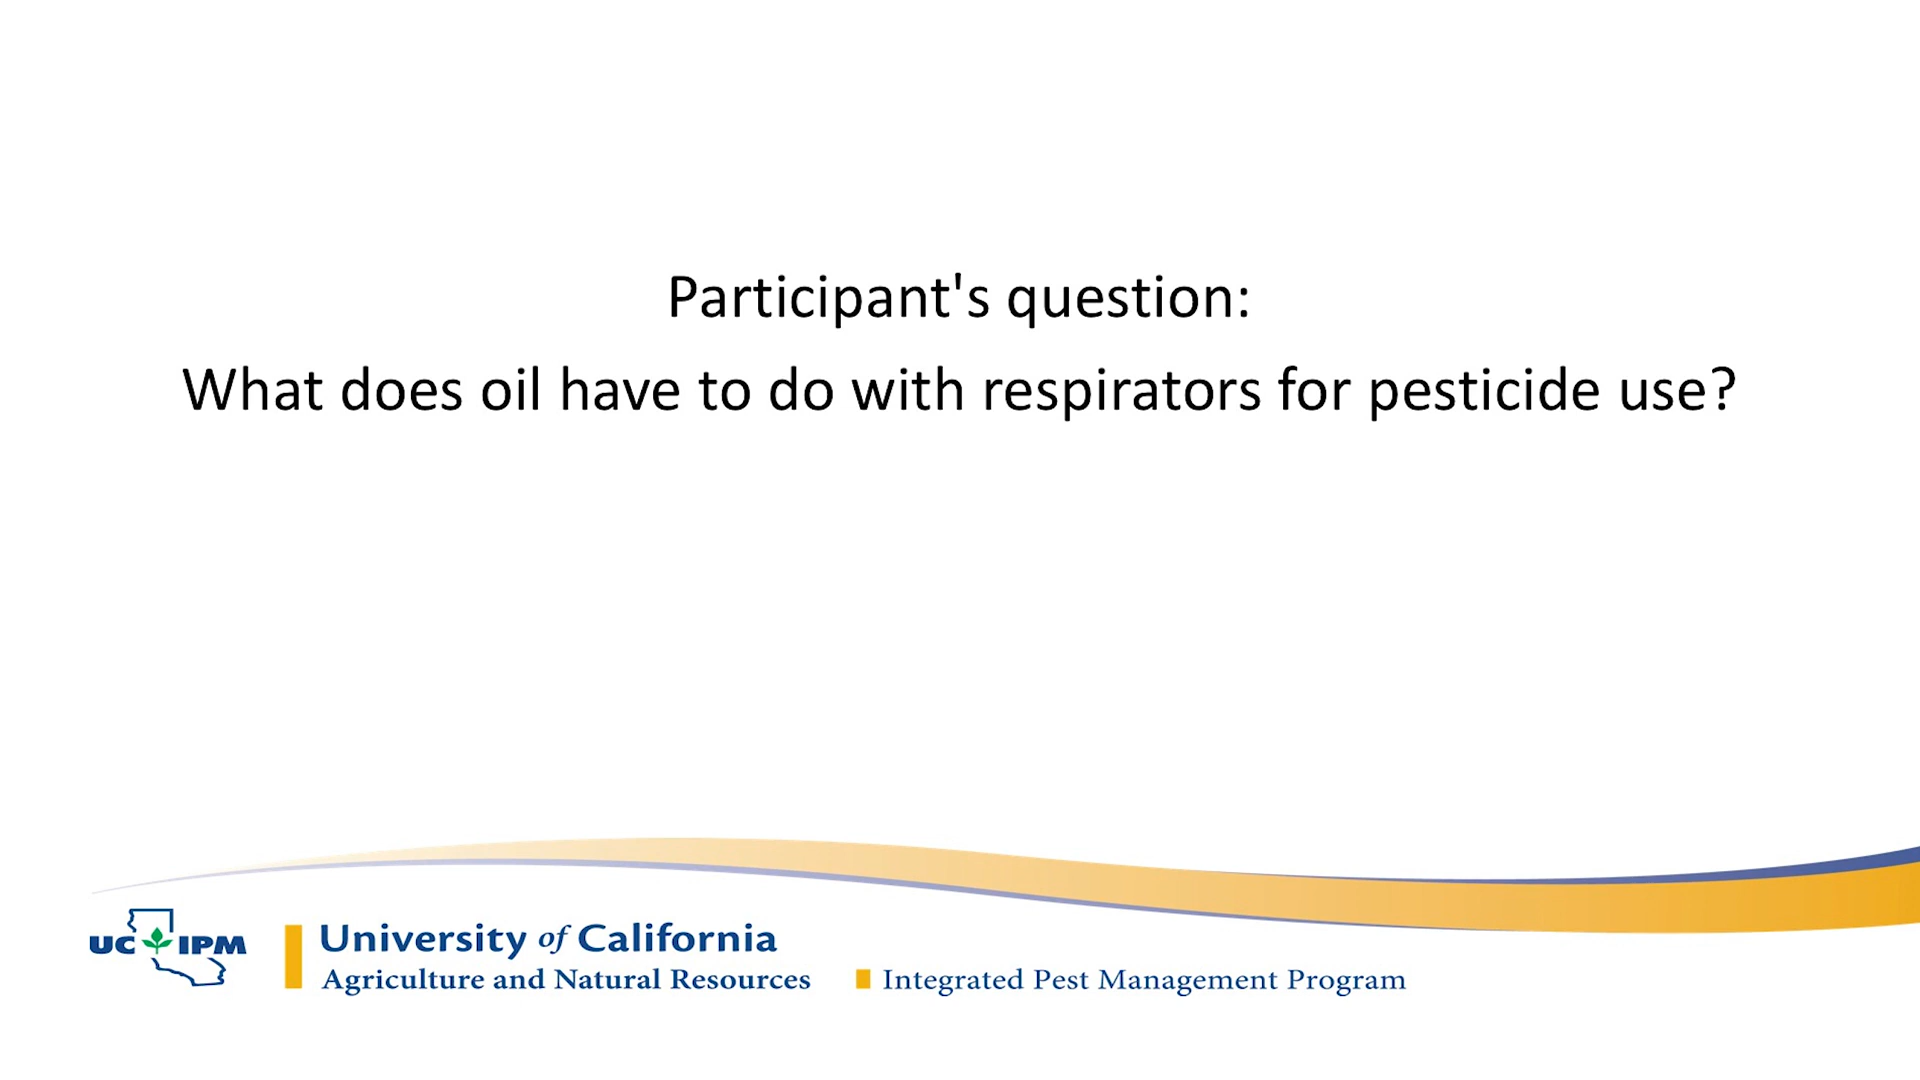 Participant's question:
What does oil have to do with respirators for pesticide use?
UC IPM
University of California
Agriculture and Natural Resources
Integrated Pest Management Program